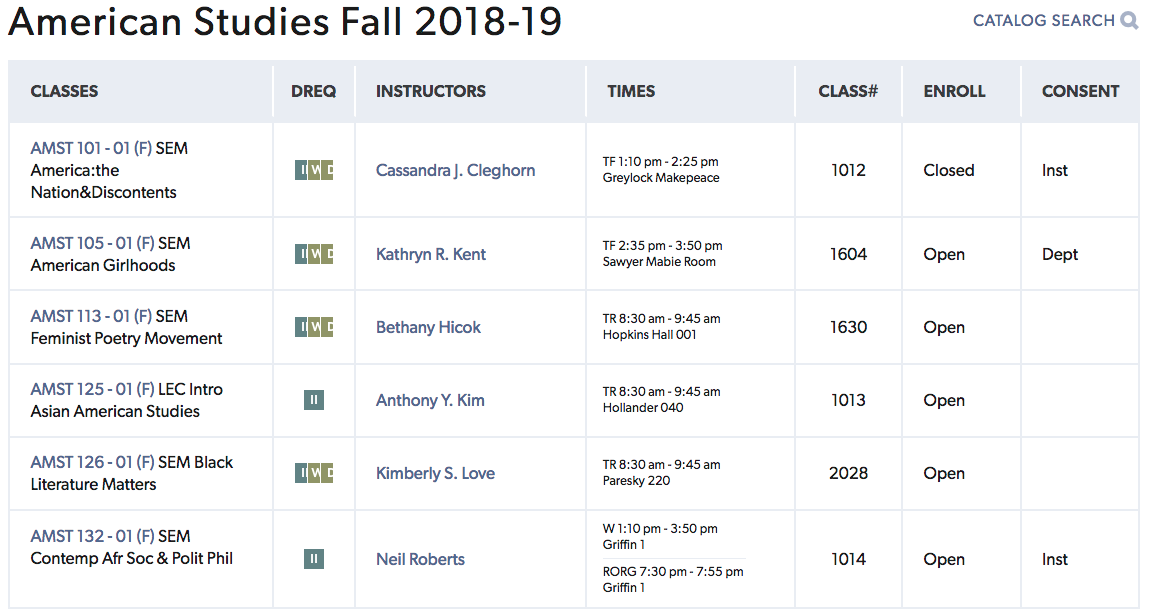 American Studies Fall 2018-19
CATALOG SEARCH
CLASSES DREQ INSTRUCTORS TIMES CLASS# ENROLL CONSENT
AMST 101 - 01 (F) SEM
America:the
Nation&Discontents
I W D
Cassandra J. Cleghorn
TF 1:10 pm - 2:25 pm
Greylock Makepeace
1012
Closed
Inst
AMST 105 - 01 (F) SEM
American Girlhoods
I W D
Kathryn R. Kent
TF 2:35 pm - 3:50 pm
Sawyer Mabie Room
1604
Open
Dept
AMST 113 - 01 (F) SEM
Feminist Poetry Movement
I W D
Bethany Hicok
TR 8:30 am - 9:45 am
Hopkins Hall 001
1630
Open
AMST 125 - 01 (F) LEC Intro
Asian American Studies
II
Anthony Y. Kim
TR 8:30 am - 9:45 am
Hollander 040
1013
Open
AMST 126 - 01 (F) SEM Black
Literature Matters
I W D
Kimberly S. Love
TR 8:30 am - 9:45 am
Paresky 220
2028
Open
AMST 132 - 01 (F) SEM
Contemp Afr Soc & Polit Phil
II
Neil Roberts
W 1:10 pm - 3:50 pm
Griffin 1
RORG 7:30 pm - 7:55 pm
Griffin 1
1014
Open
Inst